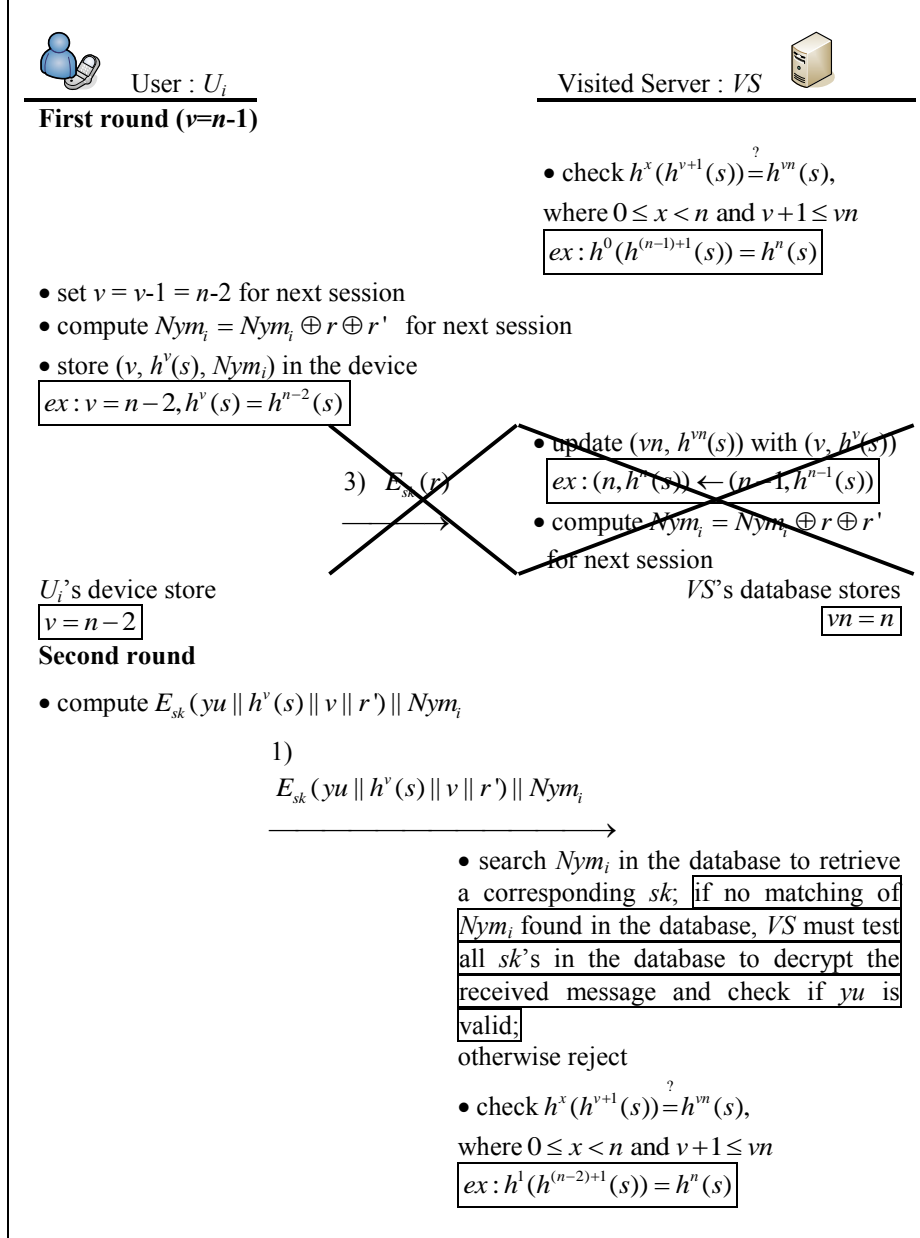 User : Uᵢ Visited Server : VS
First round (v=n-1)
• check hˣ(hᵛ⁺¹(s)) ≟ hᵛⁿ(s),
where 0 ≤ x < n and v+1 ≤ vn
ex : h⁰(h⁽ⁿ⁻¹⁾⁺¹(s)) = hⁿ(s)
• set v = v-1 = n-2 for next session
• compute Nymᵢ = Nymᵢ ⊕ r ⊕ r' for next session
• store (v, hᵛ(s), Nymᵢ) in the device
ex : v = n − 2, hᵛ(s) = hⁿ⁻²(s)
3) E_sk(r)
• update (vn, hᵛⁿ(s)) with (v, hᵛ(s))
ex : (n, hⁿ(s)) ← (n−1, hⁿ⁻¹(s))
• compute Nymᵢ = Nymᵢ ⊕ r ⊕ r'
for next session
Uᵢ's device store VS's database stores
v = n − 2 vn = n
Second round
• compute E_sk(yu || hᵛ(s) || v || r') || Nymᵢ
1)
E_sk(yu || hᵛ(s) || v || r') || Nymᵢ
• search Nymᵢ in the database to retrieve
a corresponding sk; if no matching of
Nymᵢ found in the database, VS must test
all sk's in the database to decrypt the
received message and check if yu is
valid;
otherwise reject
• check hˣ(hᵛ⁺¹(s)) ≟ hᵛⁿ(s),
where 0 ≤ x < n and v+1 ≤ vn
ex : h¹(h⁽ⁿ⁻²⁾⁺¹(s)) = hⁿ(s)